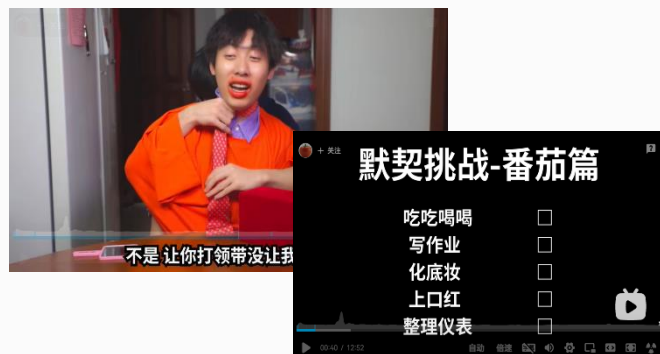 不是 让你打领带没让我
＋ 关注
默契挑战-番茄篇
吃吃喝喝
写作业
化底妆
上口红
整理仪表
00:40 / 12:52
自动
倍速